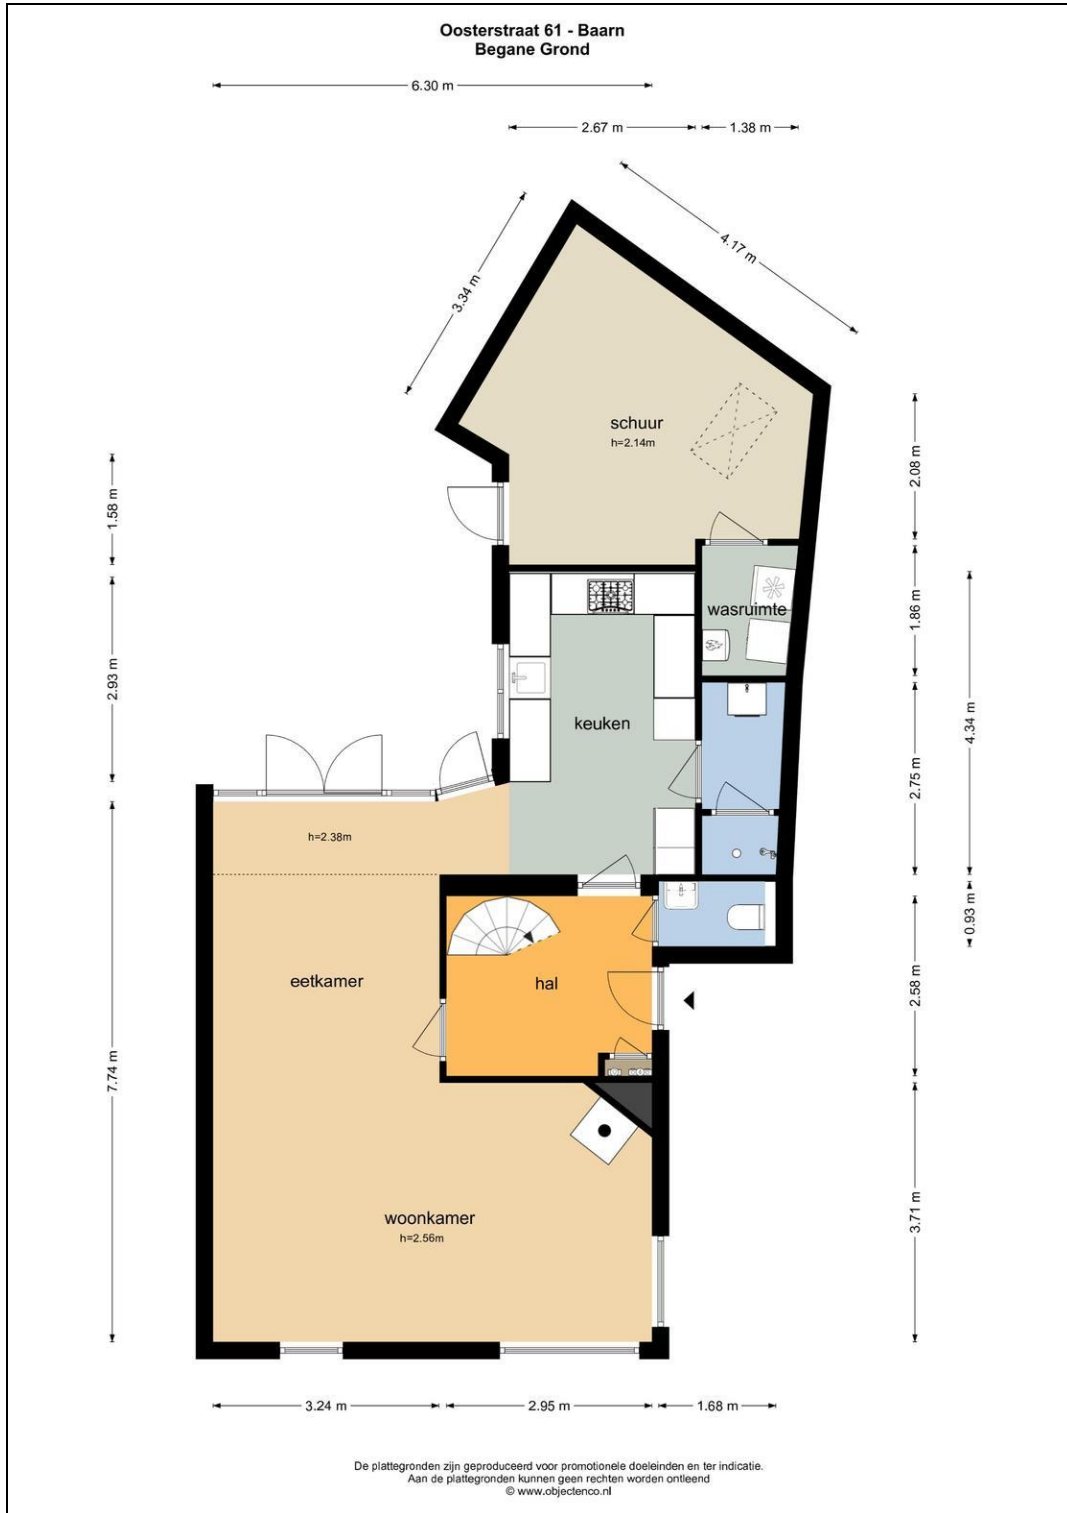 Oosterstraat 61 - Baarn
Begane Grond
6.30 m
2.67 m
1.38 m
4.17 m
3.34 m
schuur
h=2.14m
2.08 m
1.58 m
wasruimte
1.86 m
2.93 m
keuken
4.34 m
2.75 m
h=2.38m
0.93 m
eetkamer
hal
2.58 m
7.74 m
woonkamer
h=2.56m
3.71 m
3.24 m
2.95 m
1.68 m
De plattegronden zijn geproduceerd voor promotionele doeleinden en ter indicatie.
Aan de plattegronden kunnen geen rechten worden ontleend
© www.objectenco.nl